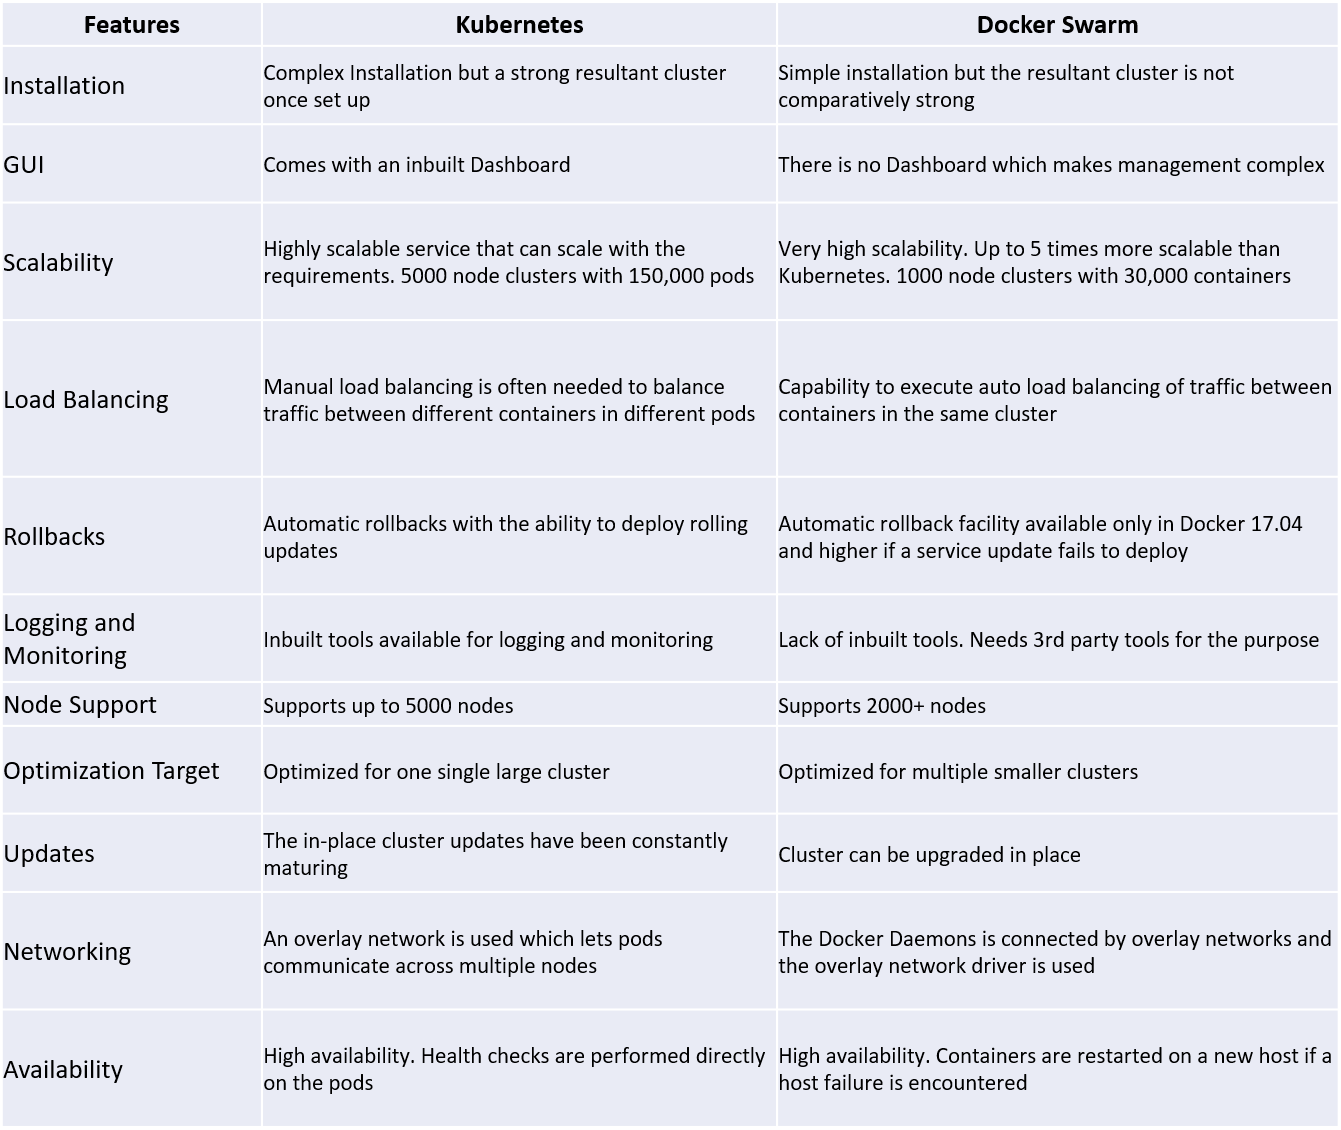 Features
Kubernetes
Docker Swarm
Installation
Complex Installation but a strong resultant cluster
once set up
Simple installation but the resultant cluster is not
comparatively strong
GUI
Comes with an inbuilt Dashboard
There is no Dashboard which makes management complex
Scalability
Highly scalable service that can scale with the
requirements. 5000 node clusters with 150,000 pods
Very high scalability. Up to 5 times more scalable than
Kubernetes. 1000 node clusters with 30,000 containers
Load Balancing
Manual load balancing is often needed to balance
traffic between different containers in different pods
Capability to execute auto load balancing of traffic between
containers in the same cluster
Rollbacks
Automatic rollbacks with the ability to deploy rolling
updates
Automatic rollback facility available only in Docker 17.04
and higher if a service update fails to deploy
Logging and
Monitoring
Inbuilt tools available for logging and monitoring
Lack of inbuilt tools. Needs 3rd party tools for the purpose
Node Support
Supports up to 5000 nodes
Supports 2000+ nodes
Optimization Target
Optimized for one single large cluster
Optimized for multiple smaller clusters
Updates
The in-place cluster updates have been constantly
maturing
Cluster can be upgraded in place
Networking
An overlay network is used which lets pods
communicate across multiple nodes
The Docker Daemons is connected by overlay networks and
the overlay network driver is used
Availability
High availability. Health checks are performed directly
on the pods
High availability. Containers are restarted on a new host if a
host failure is encountered